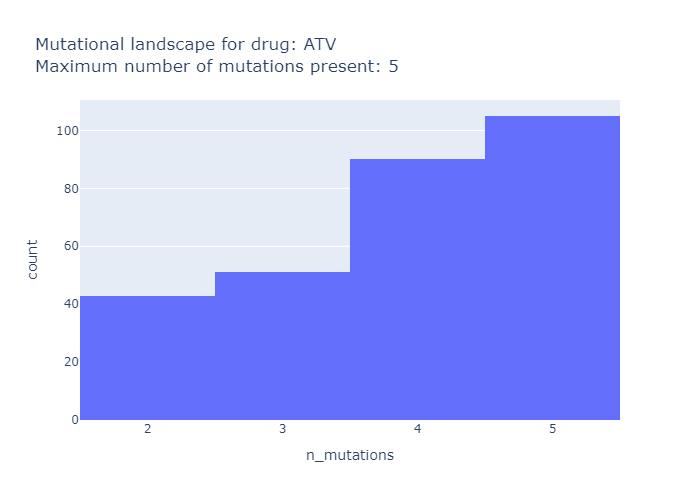 Mutational landscape for drug: ATV
Maximum number of mutations present: 5
100
80
60
40
20
0
count
2 3 4 5
n_mutations